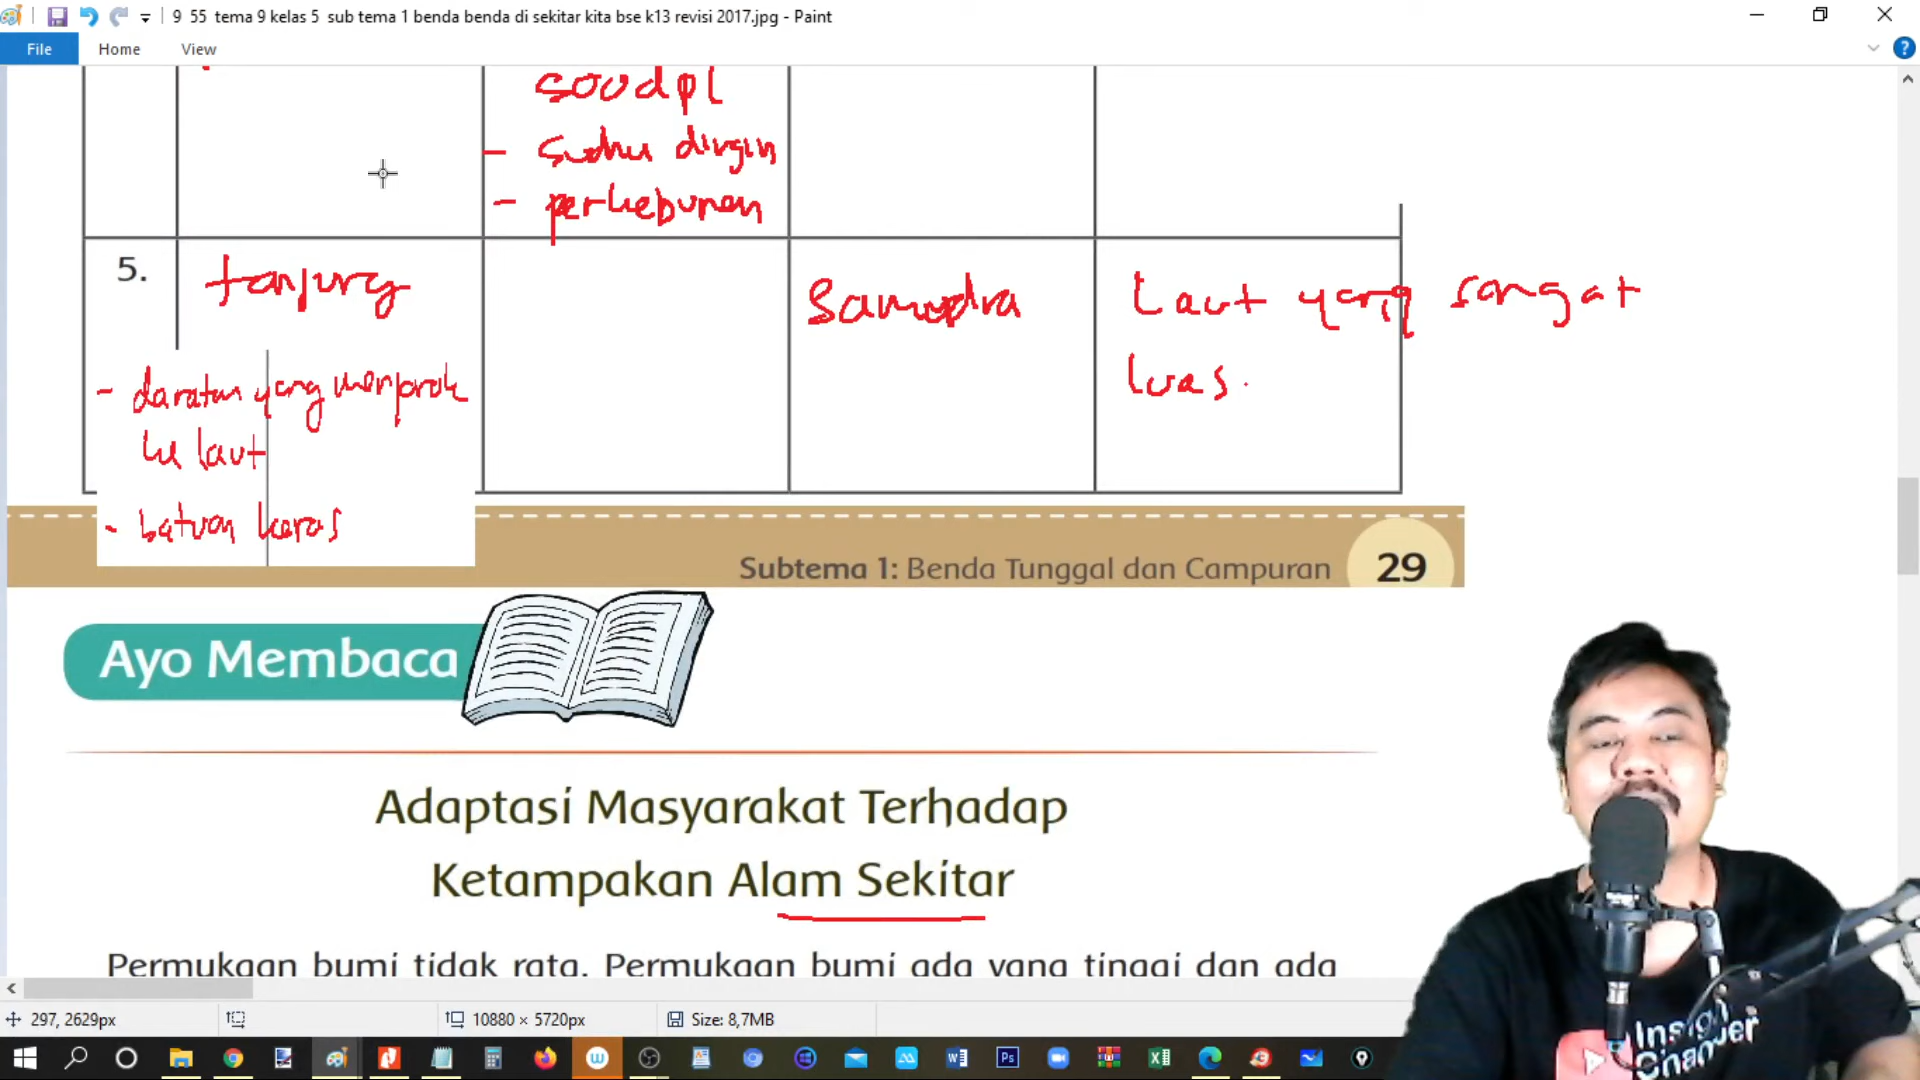 9 55 tema 9 kelas 5 sub tema 1 benda benda di sekitar kita bse k13 revisi 2017.jpg - Paint
File Home View
500dpl
- suhu dingin
- perkebunan
5. tanjung
Samudra
Laut yang sangat
luas.
- daratan yang menjorok
ke laut
- batuan keras
Subtema 1: Benda Tunggal dan Campuran 29
Ayo Membaca
Adaptasi Masyarakat Terhadap
Ketampakan Alam Sekitar
Permukaan bumi tidak rata. Permukaan bumi ada yang tinggi dan ada
297, 2629px
10880 × 5720px
Size: 8,7MB
Insight
Channel